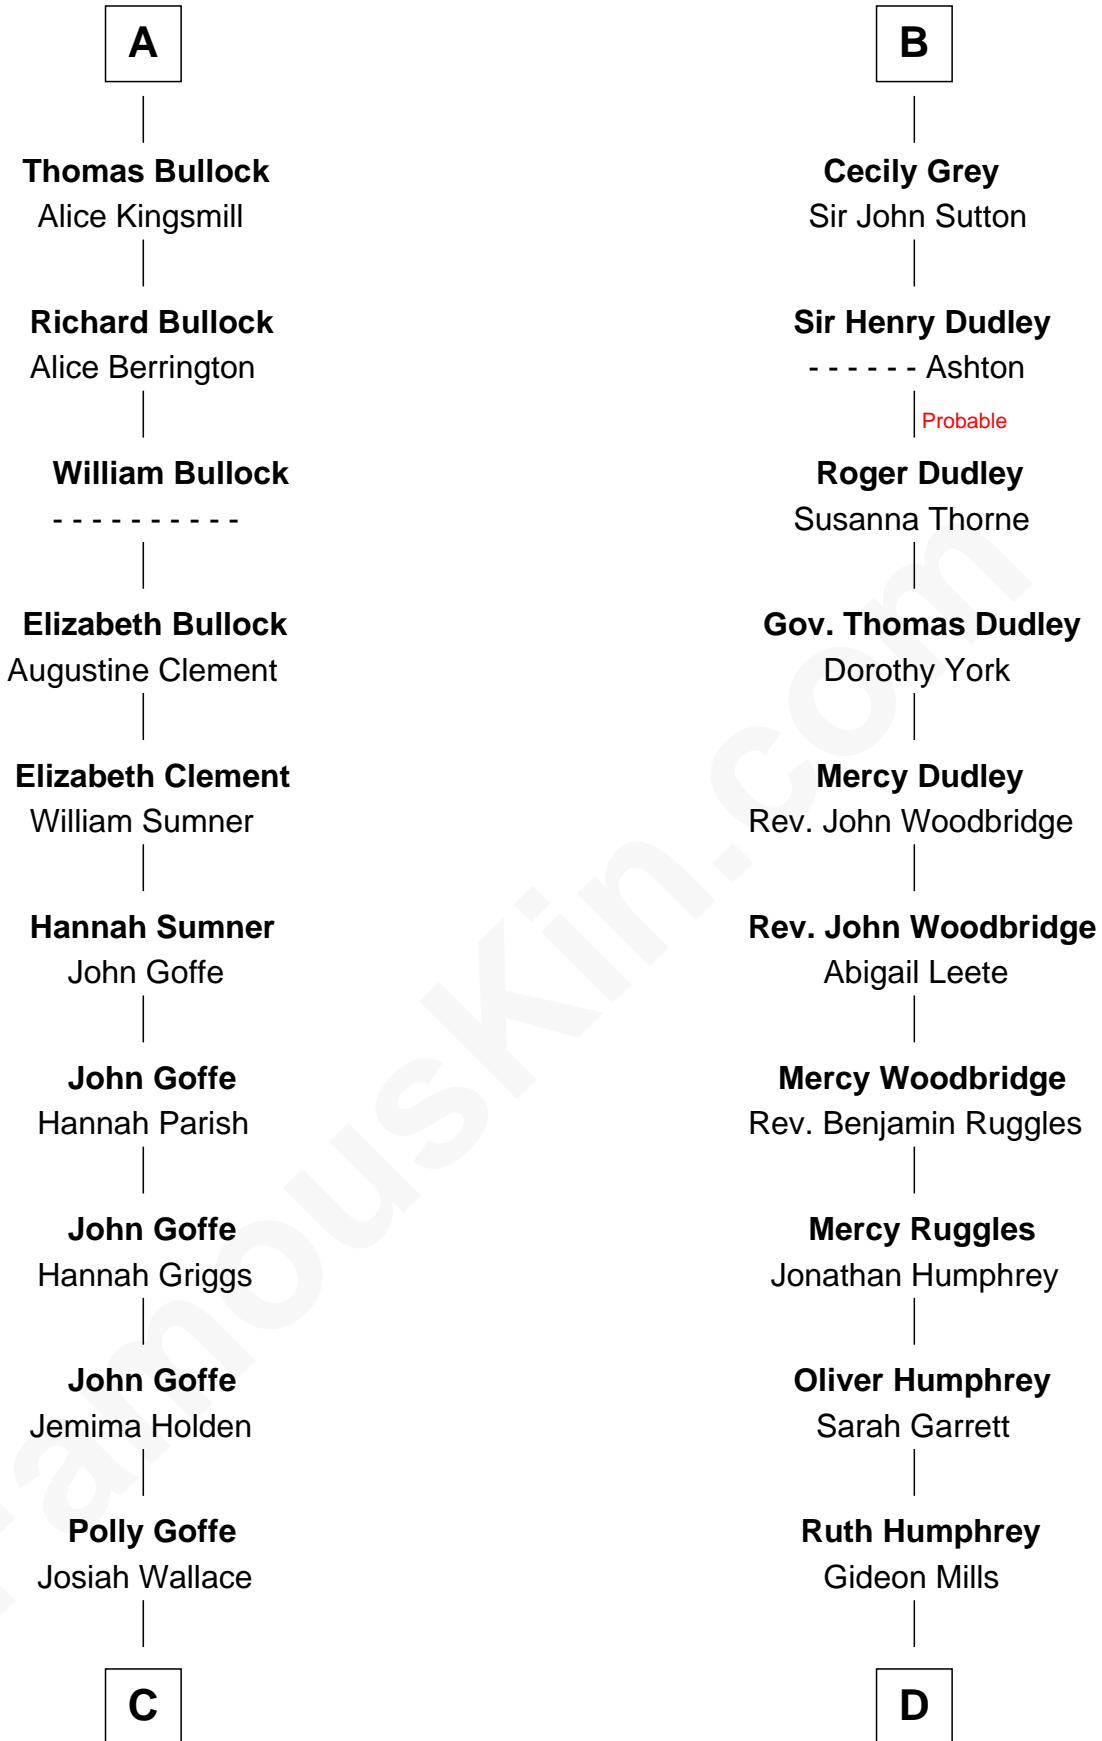 A
Thomas Bullock
Alice Kingsmill
Richard Bullock
Alice Berrington
William Bullock
- - - - - - - - - -
Elizabeth Bullock
Augustine Clement
Elizabeth Clement
William Sumner
Hannah Sumner
John Goffe
John Goffe
Hannah Parish
John Goffe
Hannah Griggs
John Goffe
Jemima Holden
Polly Goffe
Josiah Wallace
C
B
Cecily Grey
Sir John Sutton
Sir Henry Dudley
- - - - - - Ashton
Probable
Roger Dudley
Susanna Thorne
Gov. Thomas Dudley
Dorothy York
Mercy Dudley
Rev. John Woodbridge
Rev. John Woodbridge
Abigail Leete
Mercy Woodbridge
Rev. Benjamin Ruggles
Mercy Ruggles
Jonathan Humphrey
Oliver Humphrey
Sarah Garrett
Ruth Humphrey
Gideon Mills
D
FamousKin.com